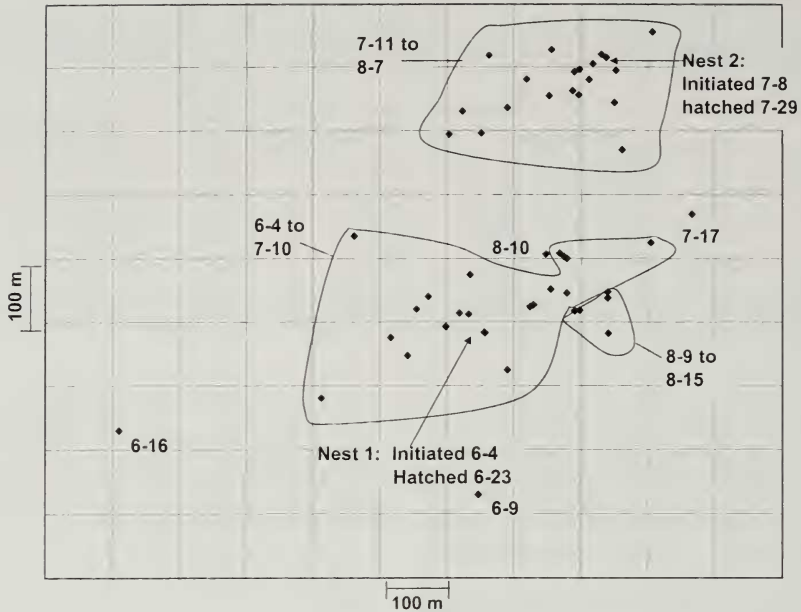 7-11 to
8-7
Nest 2:
Initiated 7-8
hatched 7-29
6-4 to
7-10
8-10
7-17
100 m
8-9 to
8-15
6-16
Nest 1: Initiated 6-4
Hatched 6-23
6-9
100 m